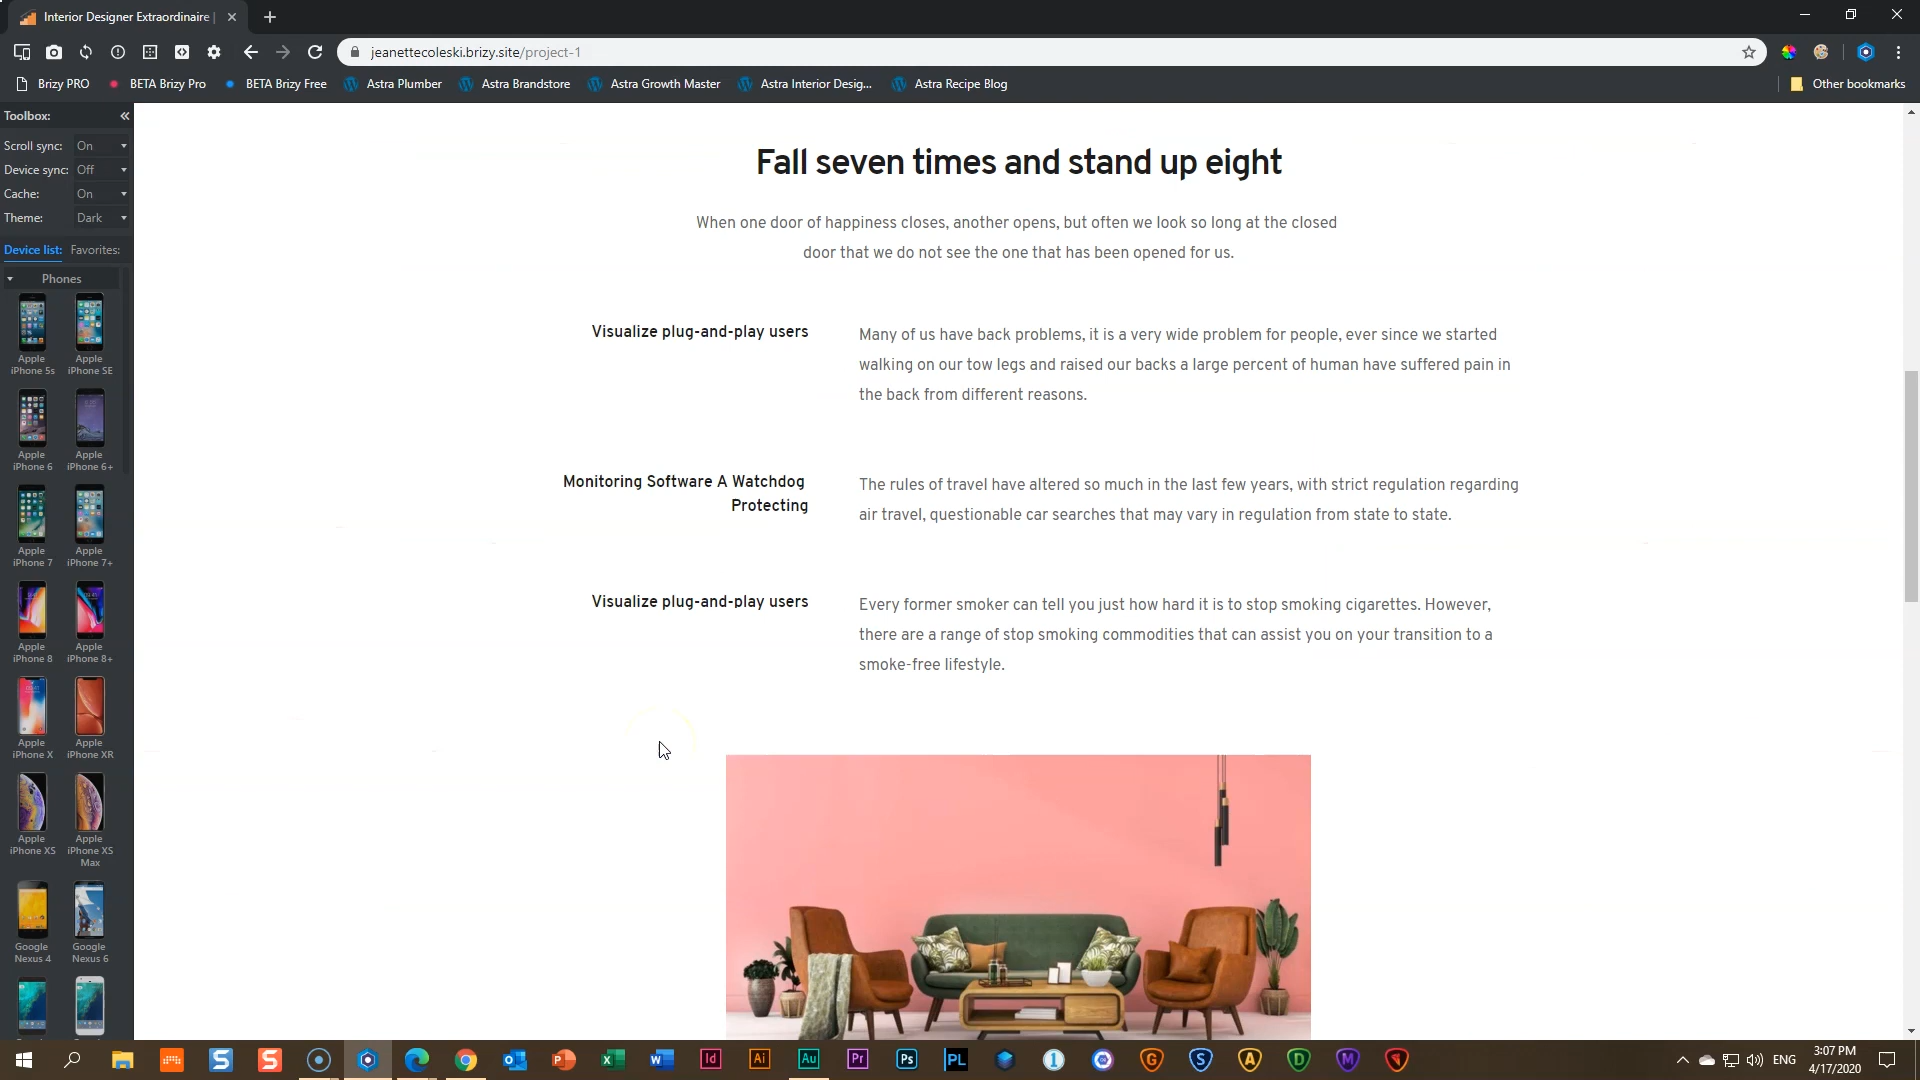 Interior Designer Extraordinaire |
jeanettecoleski.brizy.site/project-1
Brizy PRO
BETA Brizy Pro
BETA Brizy Free
Astra Plumber
Astra Brandstore
Astra Growth Master
Astra Interior Desig...
Astra Recipe Blog
Other bookmarks
Toolbox:
Scroll sync: On
Device sync: Off
Cache: On
Theme: Dark
Device list: Favorites:
Phones
Apple iPhone 5s
Apple iPhone SE
Apple iPhone 6
Apple iPhone 6+
Apple iPhone 7
Apple iPhone 7+
Apple iPhone 8
Apple iPhone 8+
Apple iPhone X
Apple iPhone XR
Apple iPhone XS
Apple iPhone XS Max
Google Nexus 4
Google Nexus 6
Fall seven times and stand up eight
When one door of happiness closes, another opens, but often we look so long at the closed
door that we do not see the one that has been opened for us.
Visualize plug-and-play users
Many of us have back problems, it is a very wide problem for people, ever since we started
walking on our tow legs and raised our backs a large percent of human have suffered pain in
the back from different reasons.
Monitoring Software A Watchdog
Protecting
The rules of travel have altered so much in the last few years, with strict regulation regarding
air travel, questionable car searches that may vary in regulation from state to state.
Visualize plug-and-play users
Every former smoker can tell you just how hard it is to stop smoking cigarettes. However,
there are a range of stop smoking commodities that can assist you on your transition to a
smoke-free lifestyle.
ENG
3:07 PM
4/17/2020